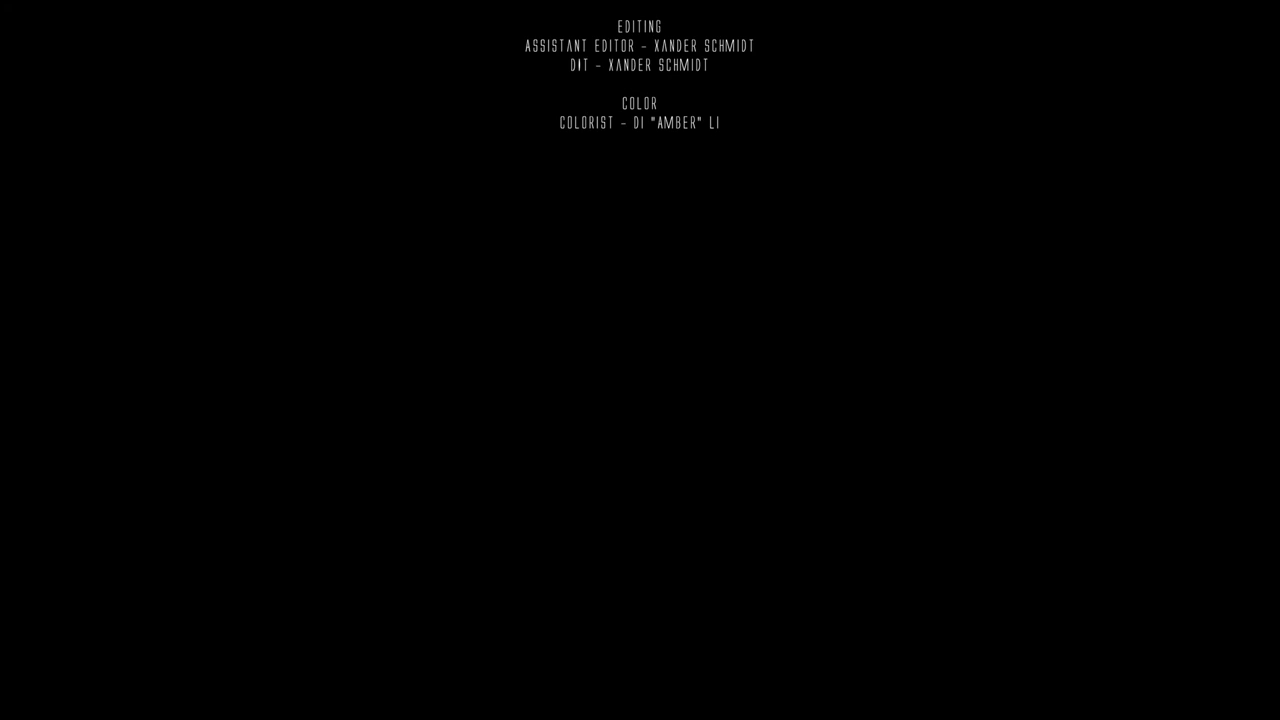 EDITING
ASSISTANT EDITOR - XANDER SCHMIDT
DIT - XANDER SCHMIDT
COLOR
COLORIST - DI "AMBER" LI